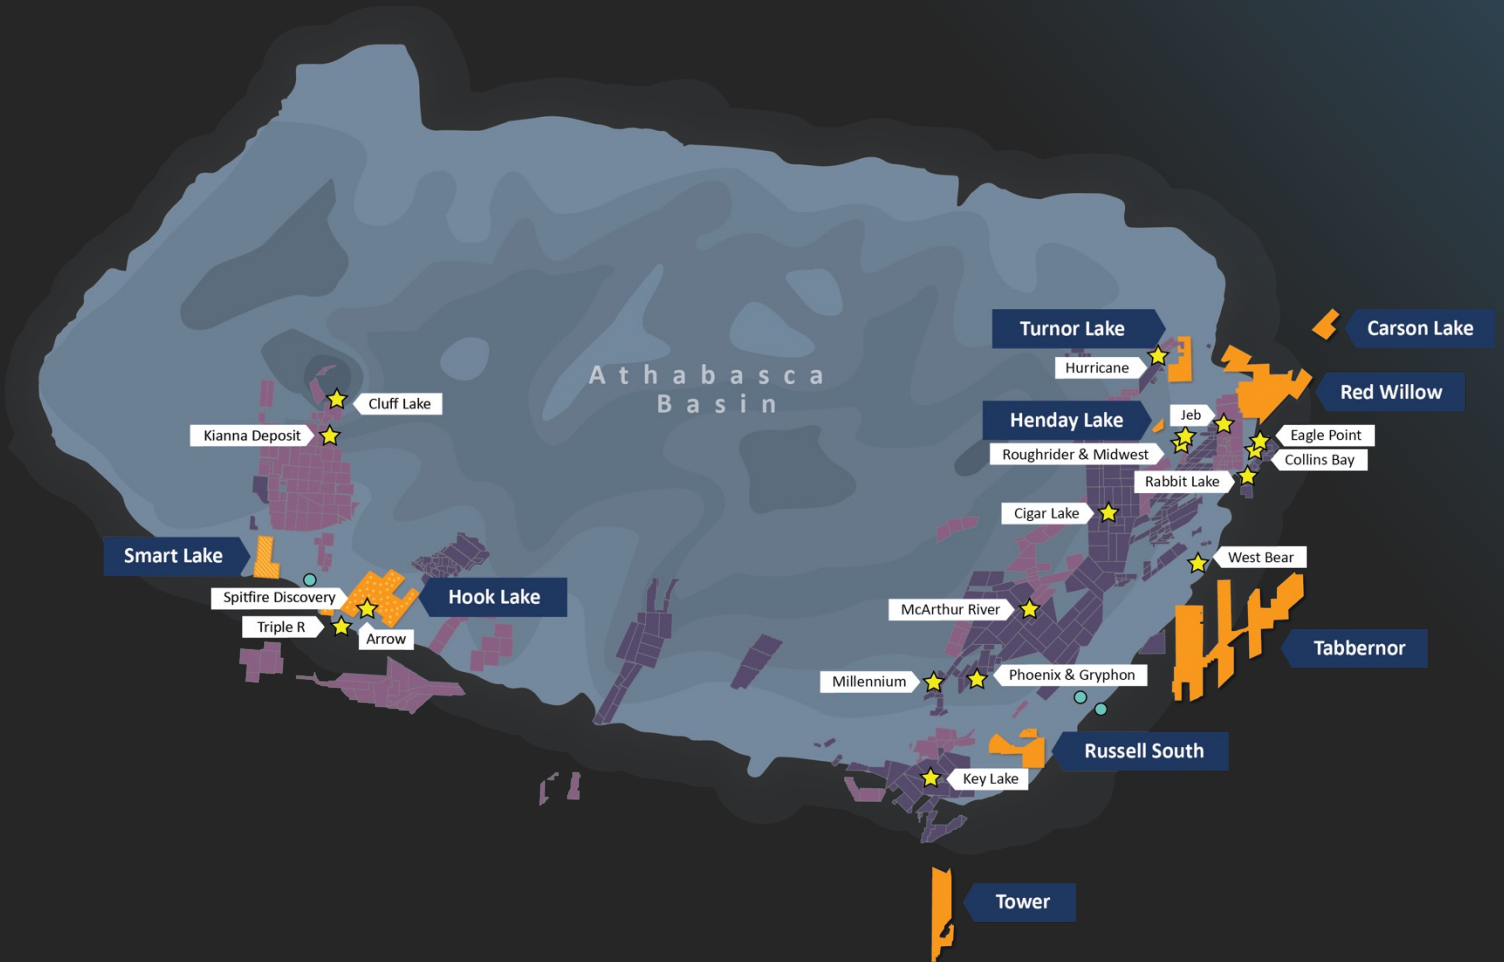 Athabasca
Basin
Turnor Lake
Hurricane
Carson Lake
Red Willow
Henday Lake
Jeb
Roughrider & Midwest
Eagle Point
Collins Bay
Rabbit Lake
Cluff Lake
Kianna Deposit
Cigar Lake
West Bear
Smart Lake
Spitfire Discovery
Hook Lake
Triple R
Arrow
McArthur River
Tabbernor
Millennium
Phoenix & Gryphon
Russell South
Key Lake
Tower